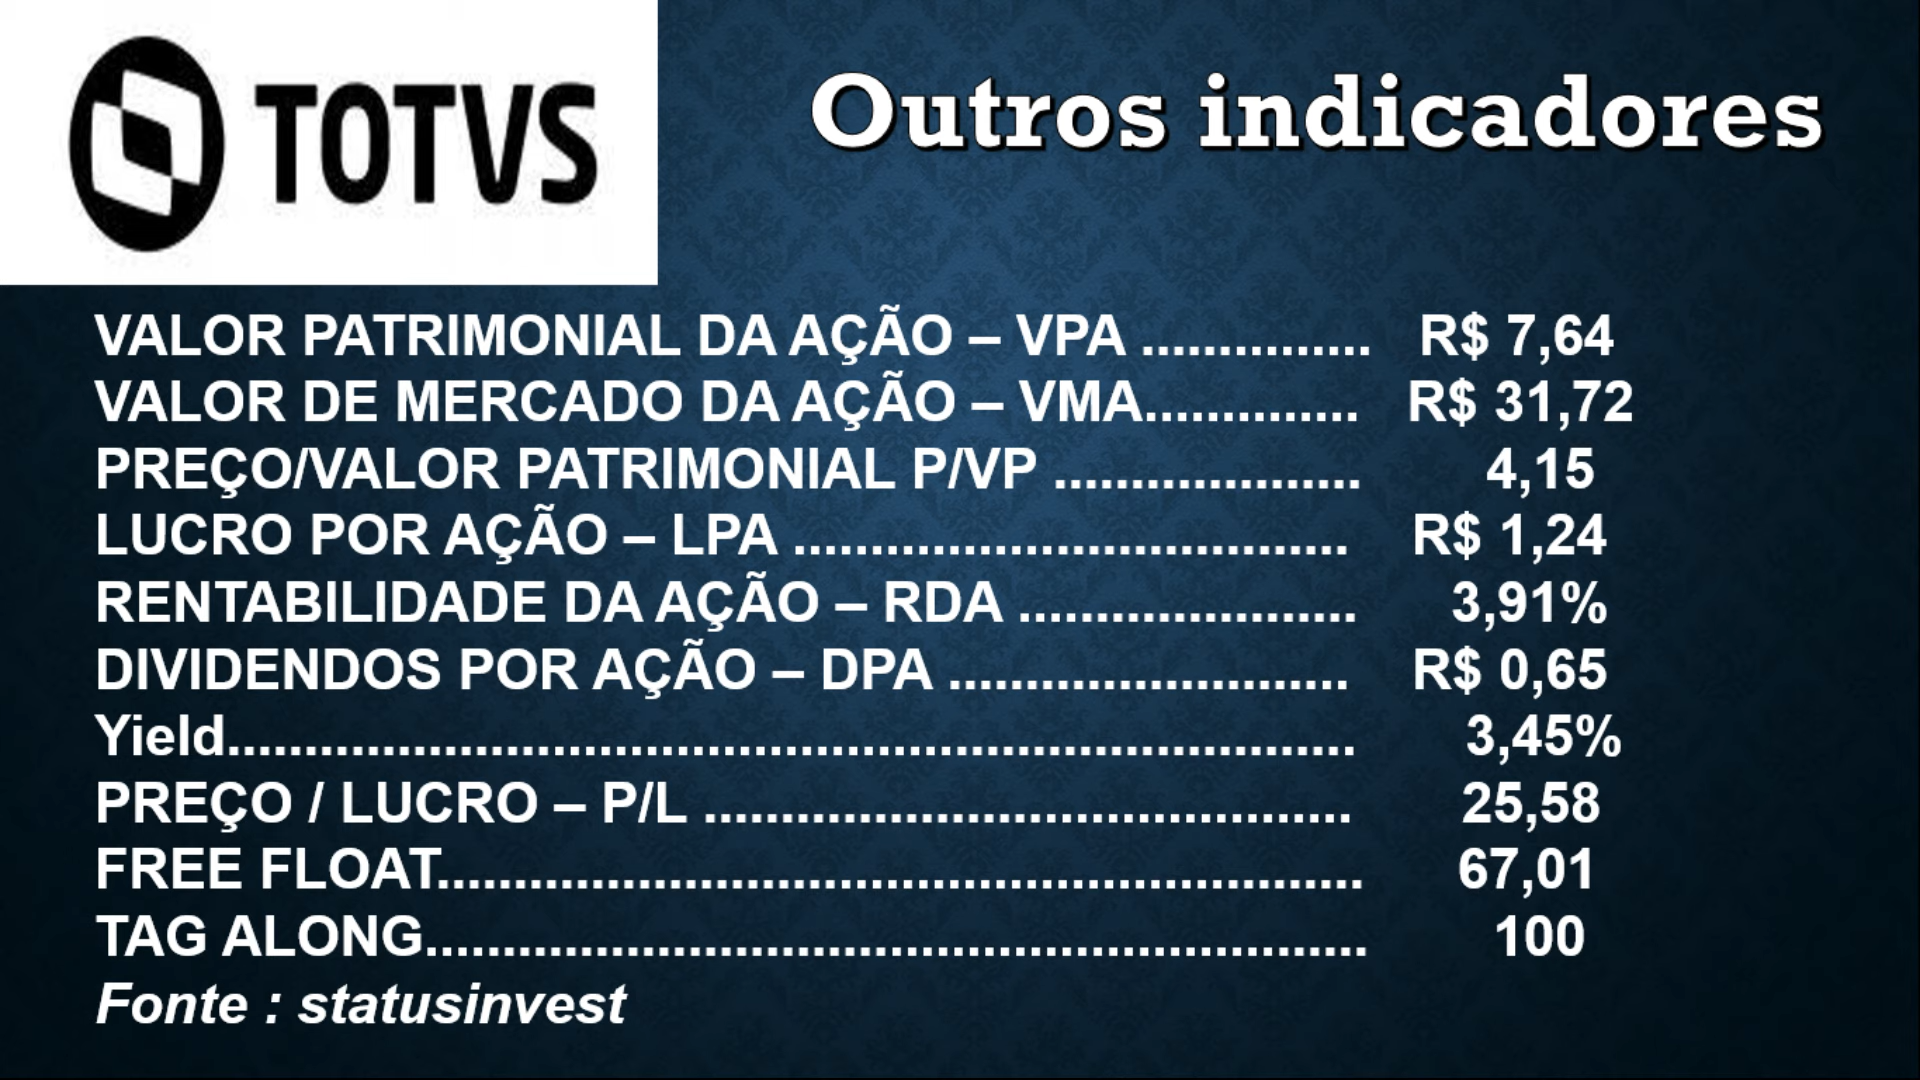 TOTVS
Outros indicadores
VALOR PATRIMONIAL DA AÇÃO – VPA ............... R$ 7,64
VALOR DE MERCADO DA AÇÃO – VMA.............. R$ 31,72
PREÇO/VALOR PATRIMONIAL P/VP .................... 4,15
LUCRO POR AÇÃO – LPA .................................... R$ 1,24
RENTABILIDADE DA AÇÃO – RDA ...................... 3,91%
DIVIDENDOS POR AÇÃO – DPA .......................... R$ 0,65
Yield......................................................................... 3,45%
PREÇO / LUCRO – P/L .......................................... 25,58
FREE FLOAT............................................................ 67,01
TAG ALONG............................................................. 100
Fonte : statusinvest